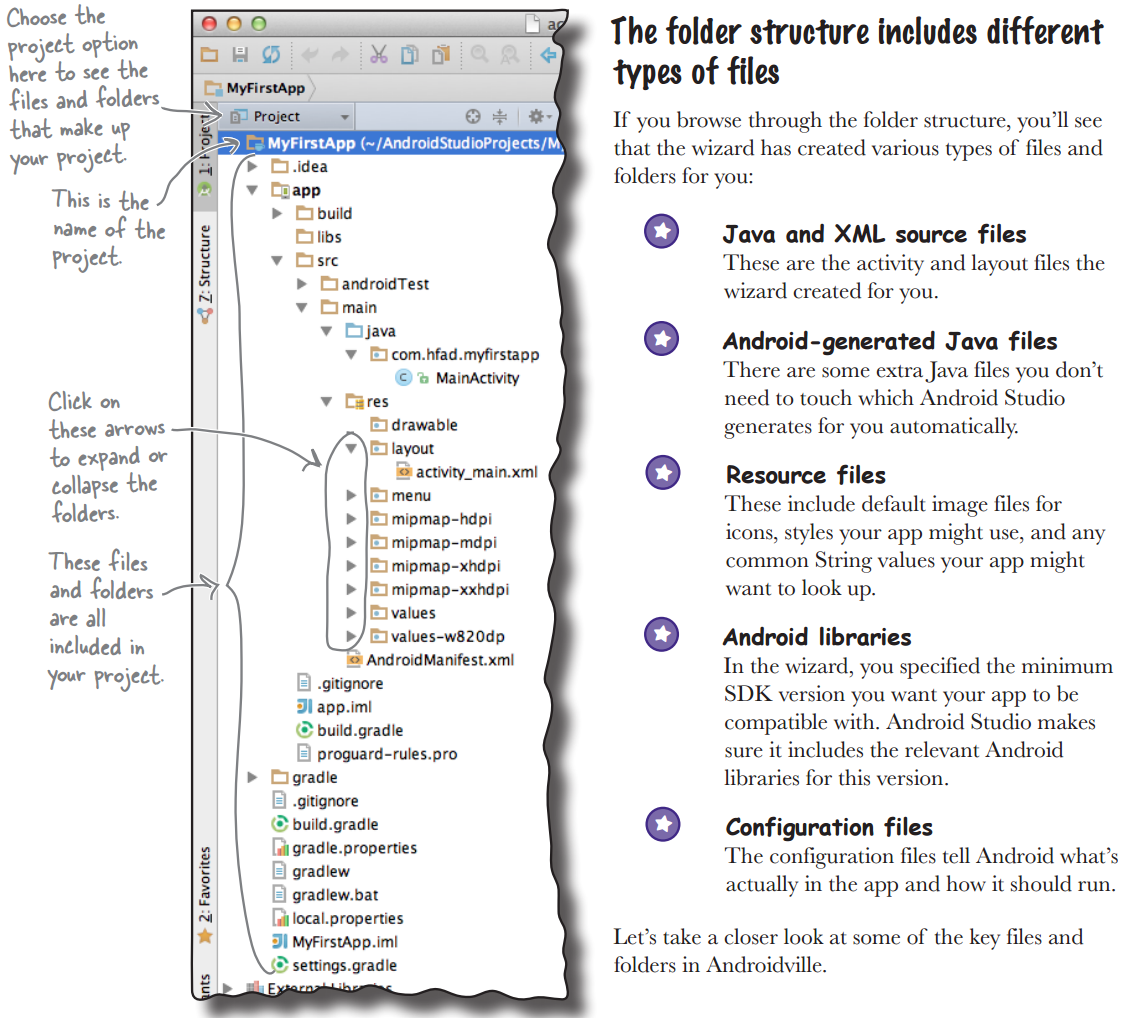 Choose the
project option
here to see the
files and folders
that make up
your project.
This is the
name of the
project.
Click on
these arrows
to expand or
collapse the
folders.
These files
and folders
are all
included in
your project.
MyFirstApp
Project
1: Project
Z: Structure
2: Favorites
MyFirstApp (~/AndroidStudioProjects/M
.idea
app
build
libs
src
androidTest
main
java
com.hfad.myfirstapp
MainActivity
res
drawable
layout
activity_main.xml
menu
mipmap-hdpi
mipmap-mdpi
mipmap-xhdpi
mipmap-xxhdpi
values
values-w820dp
AndroidManifest.xml
.gitignore
app.iml
build.gradle
proguard-rules.pro
gradle
.gitignore
build.gradle
gradle.properties
gradlew
gradlew.bat
local.properties
MyFirstApp.iml
settings.gradle
External Libraries
The folder structure includes different
types of files
If you browse through the folder structure, you’ll see
that the wizard has created various types of files and
folders for you:
Java and XML source files
These are the activity and layout files the
wizard created for you.
Android-generated Java files
There are some extra Java files you don’t
need to touch which Android Studio
generates for you automatically.
Resource files
These include default image files for
icons, styles your app might use, and any
common String values your app might
want to look up.
Android libraries
In the wizard, you specified the minimum
SDK version you want your app to be
compatible with. Android Studio makes
sure it includes the relevant Android
libraries for this version.
Configuration files
The configuration files tell Android what’s
actually in the app and how it should run.
Let’s take a closer look at some of the key files and
folders in Androidville.